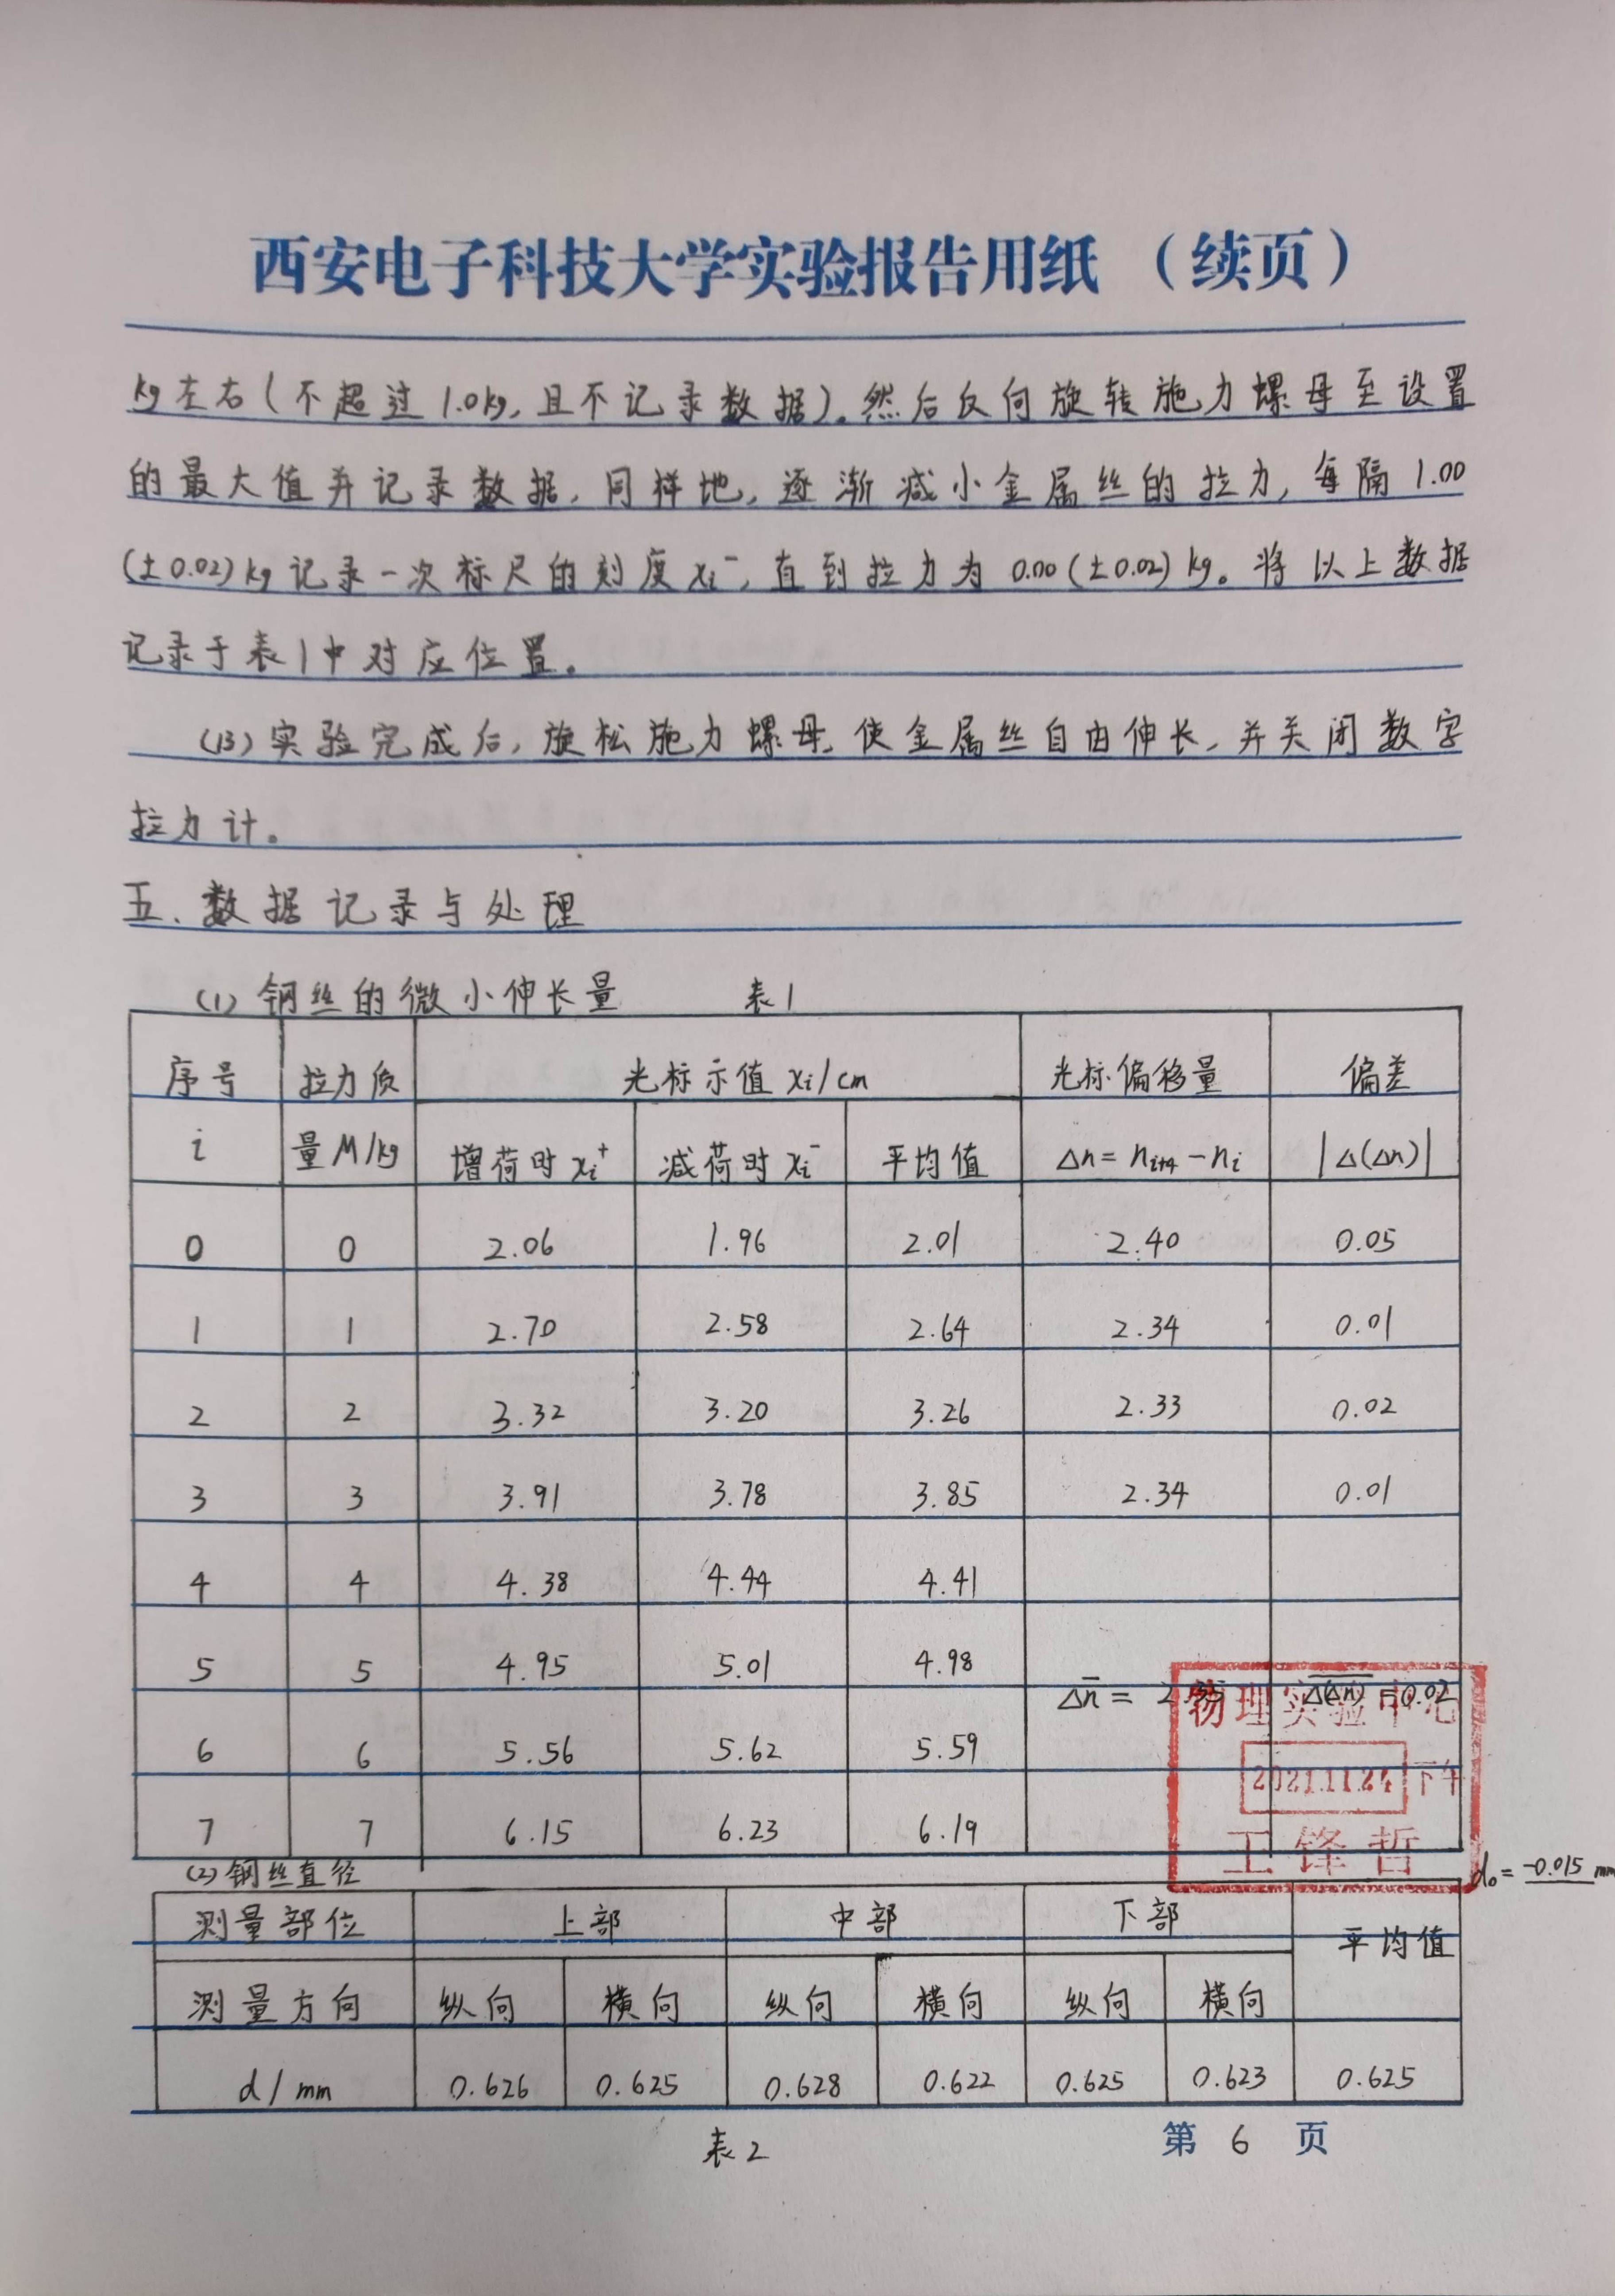 西安电子科技大学实验报告用纸 （续页）
kg左右(不超过1.0kg,且不记录数据)。然后反向旋转施力螺母至设置
的最大值并记录数据,同样地,逐渐减小金属丝的拉力,每隔1.00
(±0.02)kg记录一次标尺的刻度xi⁻,直到拉力为0.00(±0.02)kg。将以上数据
记录于表1中对应位置。
(13)实验完成后,旋松施力螺母,使金属丝自由伸长,并关闭数字
拉力计。
五、数据记录与处理
(1)钢丝的微小伸长量 表1
序号 拉力质 光标示值 xi/cm 光标偏移量 偏差
i 量M/kg 增荷时xi⁺ 减荷时xi⁻ 平均值 Δn=ni+4-ni |Δ(Δn)|
0 0 2.06 1.96 2.01 2.40 0.05
1 1 2.70 2.58 2.64 2.34 0.01
2 2 3.32 3.20 3.26 2.33 0.02
3 3 3.91 3.78 3.85 2.34 0.01
4 4 4.38 4.44 4.41
5 5 4.95 5.01 4.98
Δn̄= 2.35 Δ(Δn)=0.02
物理实验中心
6 6 5.56 5.62 5.59
2021.11.24 下午
7 7 6.15 6.23 6.19
王锋哲
(2)钢丝直径 d₀=-0.015 mm
测量部位 上部 中部 下部 平均值
测量方向 纵向 横向 纵向 横向 纵向 横向
d/mm 0.626 0.625 0.628 0.622 0.625 0.623 0.625
表2
第 6 页